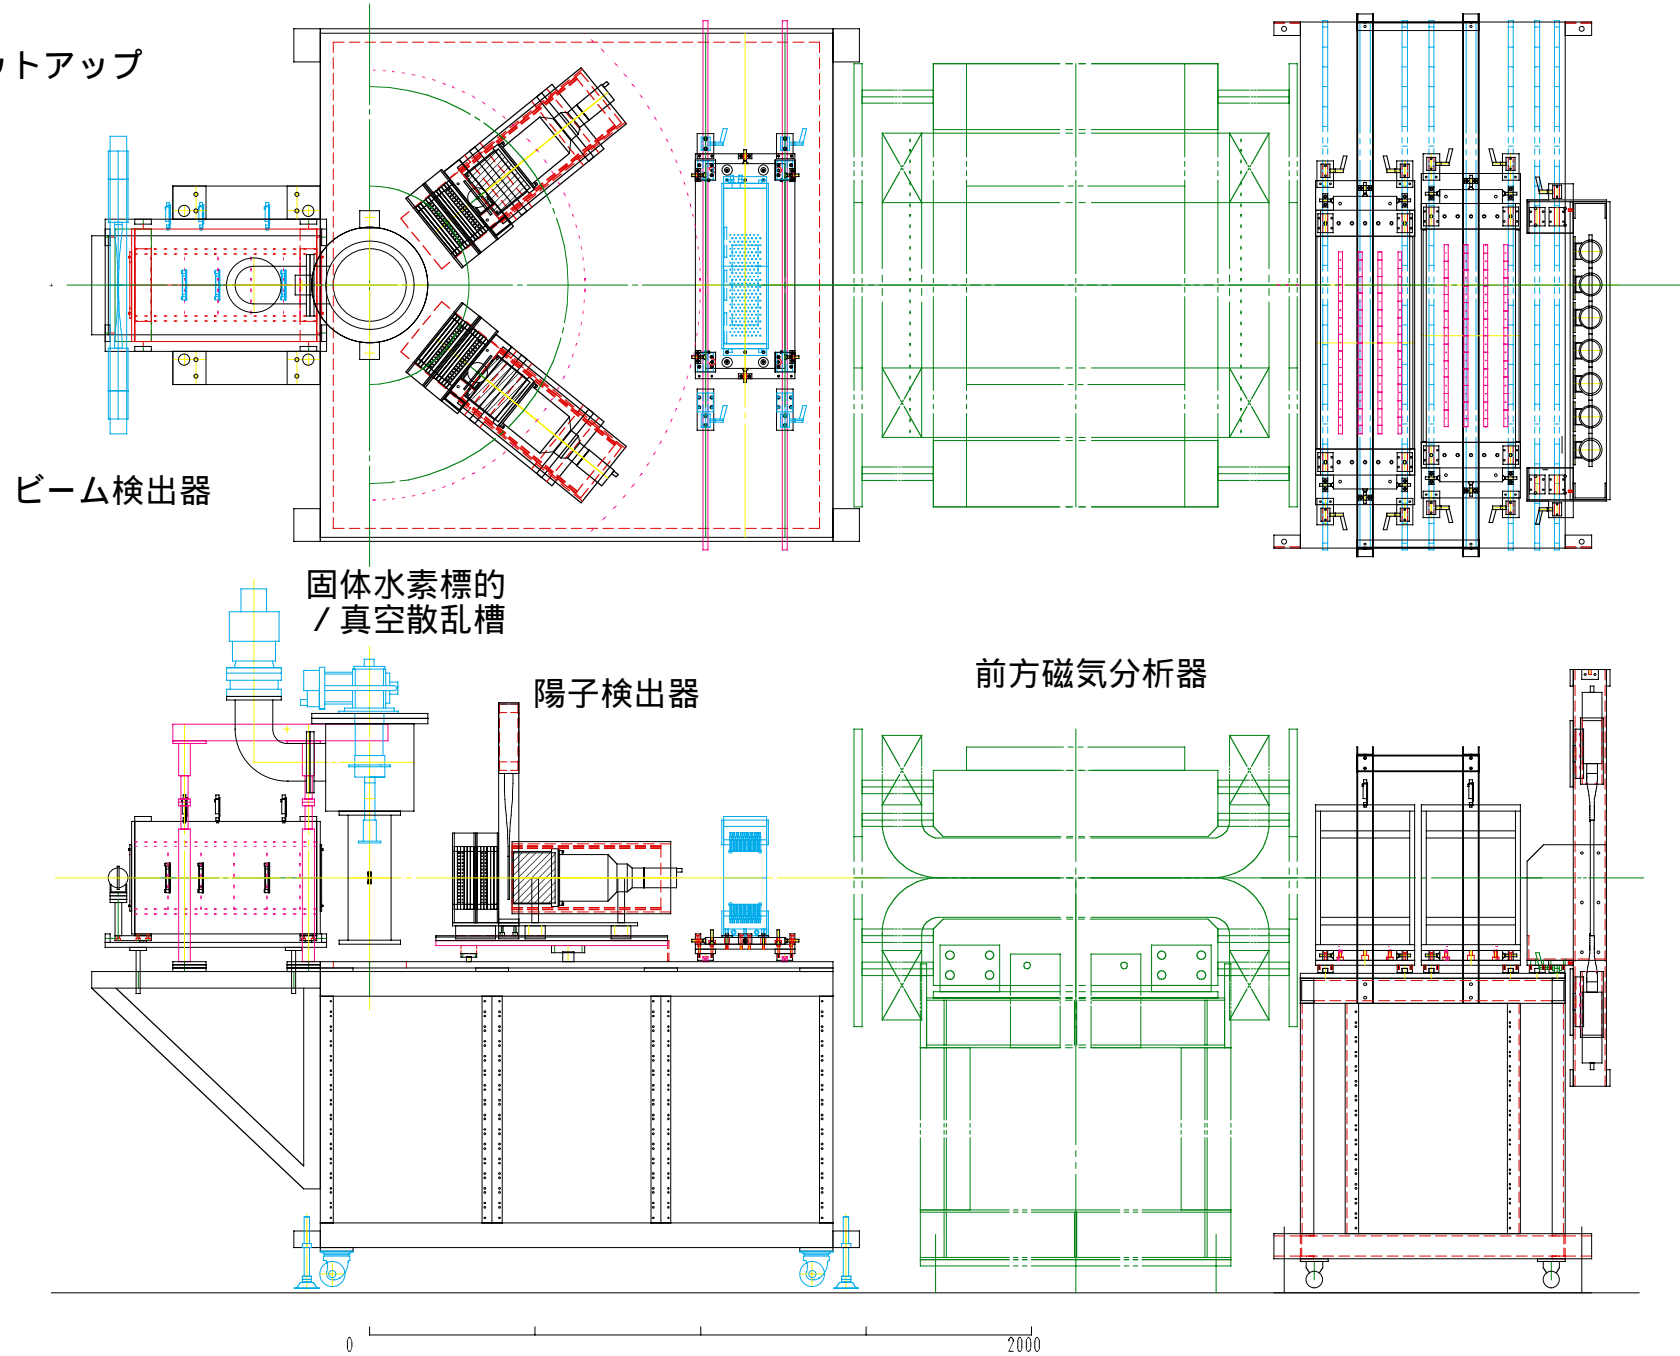 ットアップ
ビーム検出器
固体水素標的
/ 真空散乱槽
陽子検出器
前方磁気分析器
0
2000